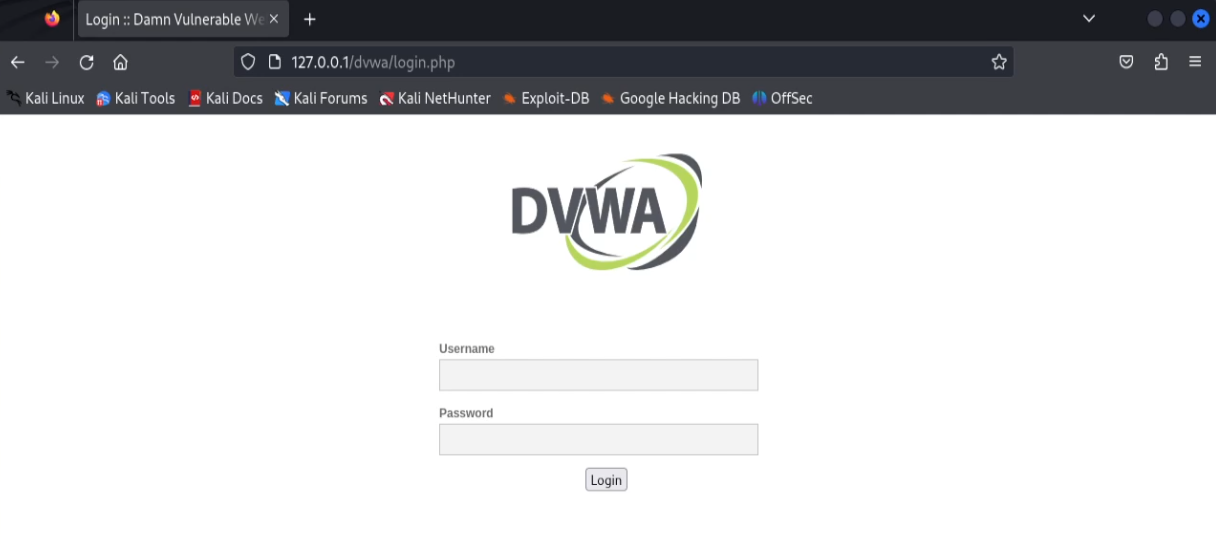 Login :: Damn Vulnerable We
127.0.0.1/dvwa/login.php
Kali Linux Kali Tools Kali Docs Kali Forums Kali NetHunter Exploit-DB Google Hacking DB OffSec
DVWA
Username
Password
Login